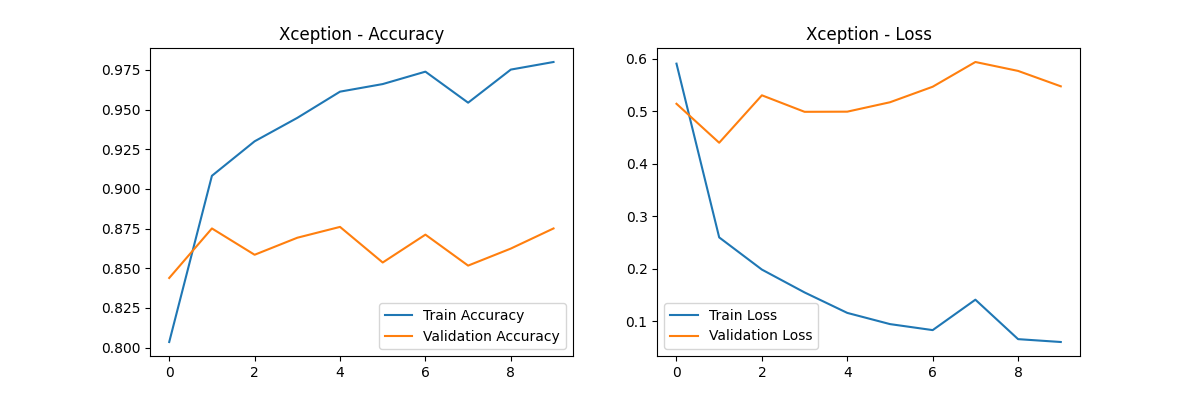 Xception - Accuracy
0.975
0.950
0.925
0.900
0.875
0.850
0.825
0.800
0 2 4 6 8
Train Accuracy
Validation Accuracy
Xception - Loss
0.6
0.5
0.4
0.3
0.2
0.1
0 2 4 6 8
Train Loss
Validation Loss